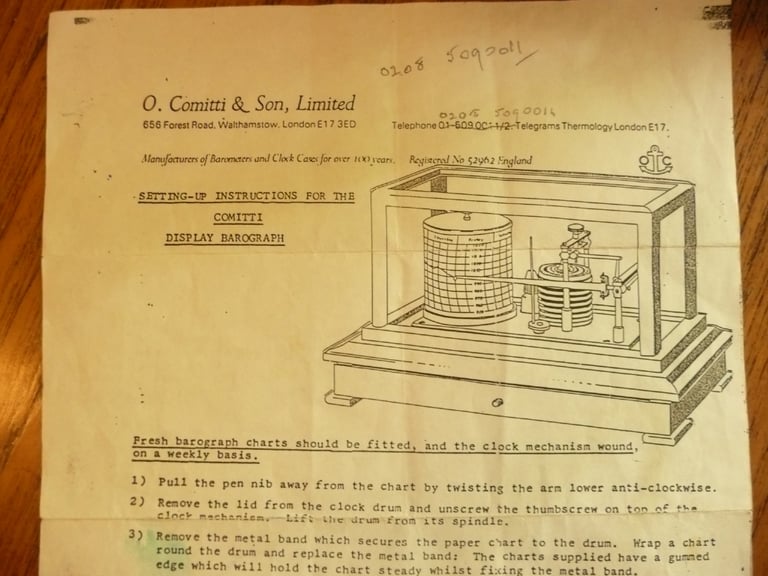 0208 5090011
O. Comitti & Son, Limited
0208 5090011
656 Forest Road, Walthamstow, London E17 3ED Telephone 01-509 0011/2. Telegrams Thermology London E17.
Manufacturers of Barometers and Clock Cases for over 100 years. Registered No 52962 England
O C
SETTING-UP INSTRUCTIONS FOR THE
COMITTI
DISPLAY BAROGRAPH
Fresh barograph charts should be fitted, and the clock mechanism wound,
on a weekly basis.
1) Pull the pen nib away from the chart by twisting the arm lower anti-clockwise.
2) Remove the lid from the clock drum and unscrew the thumbscrew on top of the
clock mechanism. Lift the drum from its spindle.
3) Remove the metal band which secures the paper chart to the drum. Wrap a chart
round the drum and replace the metal band: The charts supplied have a gummed
edge which will hold the chart steady whilst fixing the metal band.